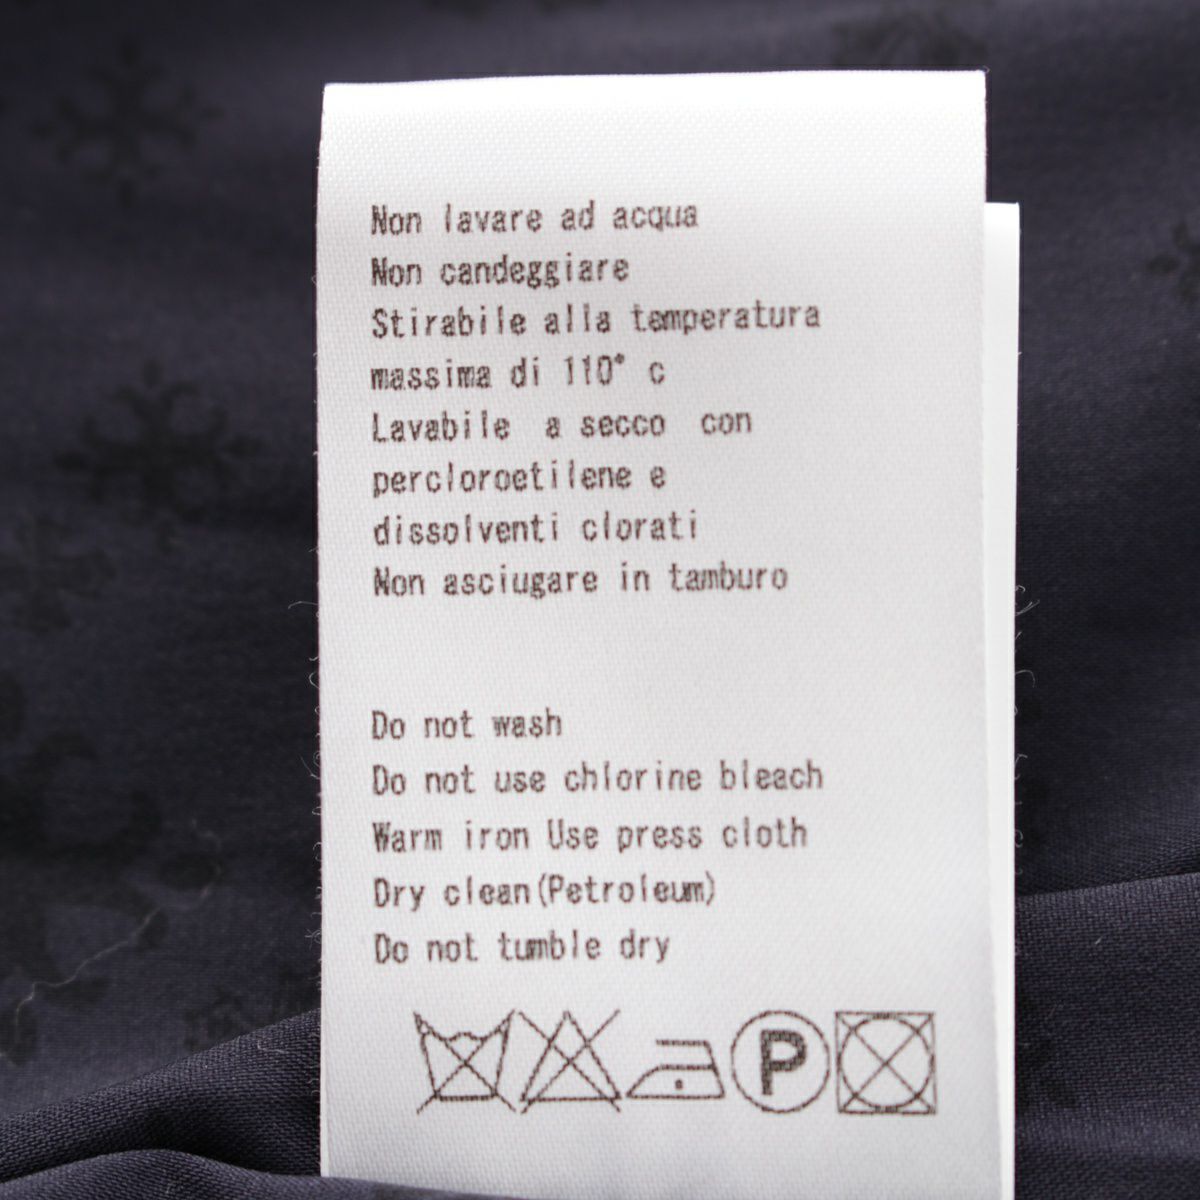 Non lavare ad acqua
Non candeggiare
Stirabile alla temperatura
massima di 110° c
Lavabile a secco con
percloroetilene e
dissolventi clorati
Non asciugare in tamburo
Do not wash
Do not use chlorine bleach
Warm iron Use press cloth
Dry clean(Petroleum)
Do not tumble dry
P